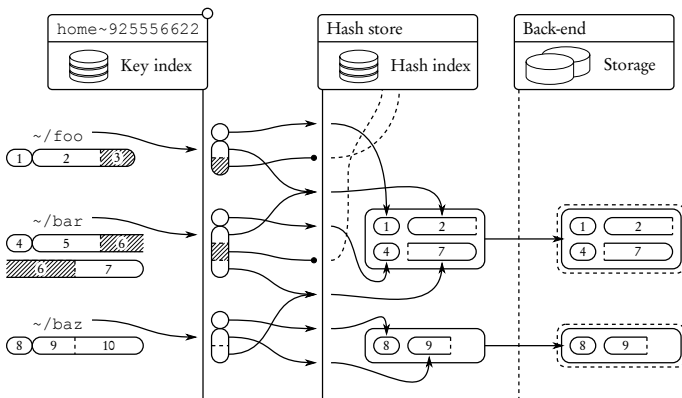 home~925556622
Key index
Hash store
Hash index
Back-end
Storage
~/foo
1 2 3
~/bar
4 5 6
6 7
~/baz
8 9 10
1 2
4 7
8 9
1 2
4 7
8 9